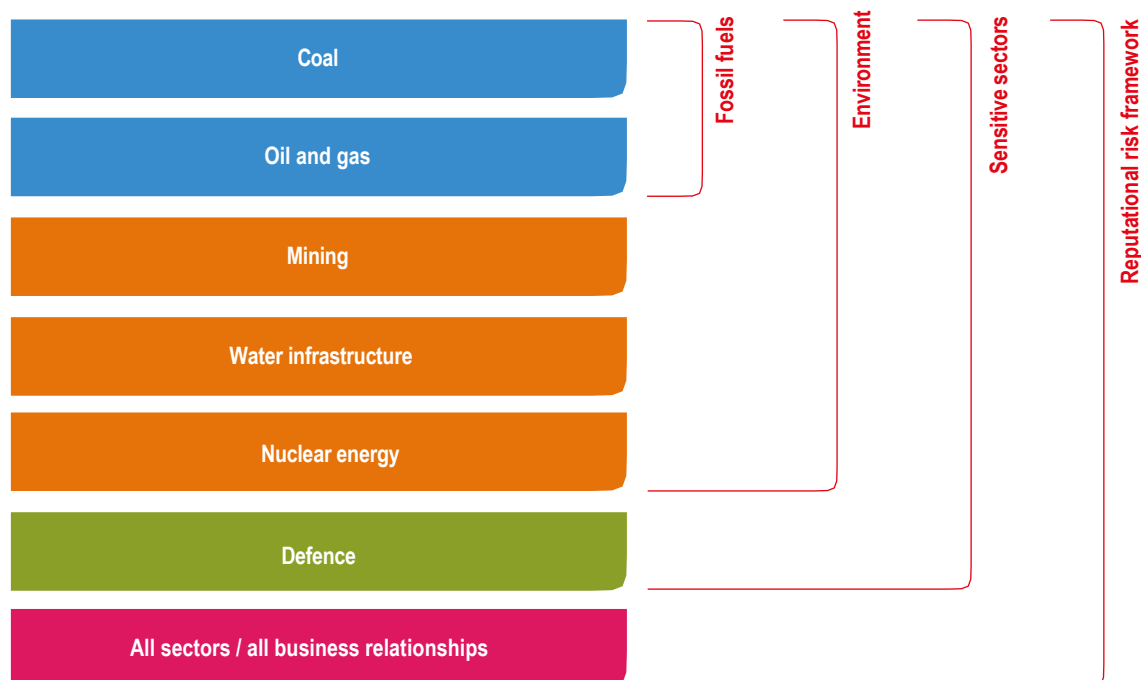 Coal
Oil and gas
Mining
Water infrastructure
Nuclear energy
Defence
All sectors / all business relationships
Fossil fuels
Environment
Sensitive sectors
Reputational risk framework